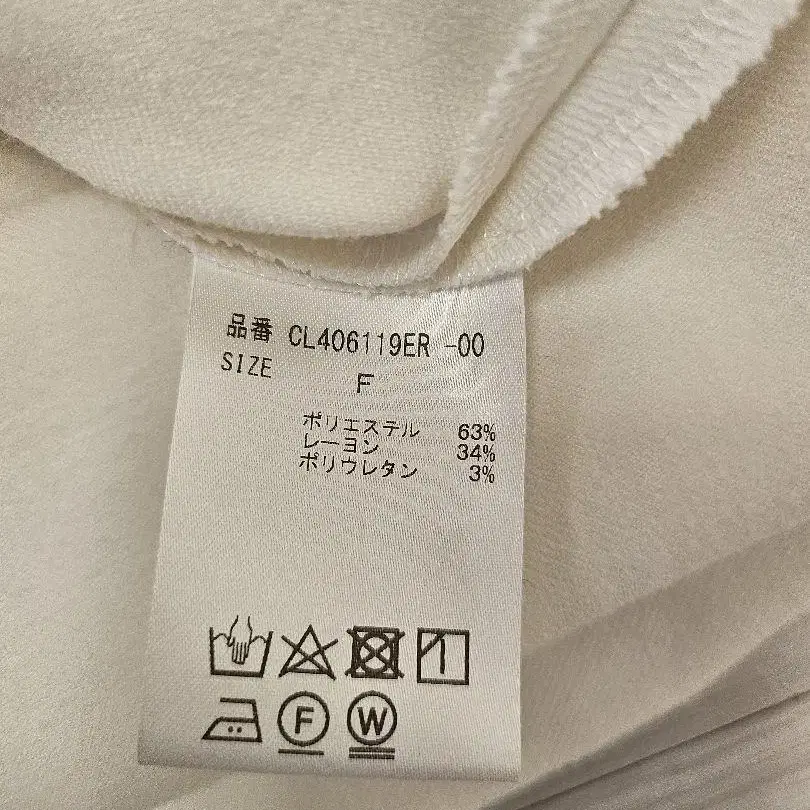 品番 CL406119ER -00
SIZE F
ポリエステル 63%
レーヨン 34%
ポリウレタン 3%
F W